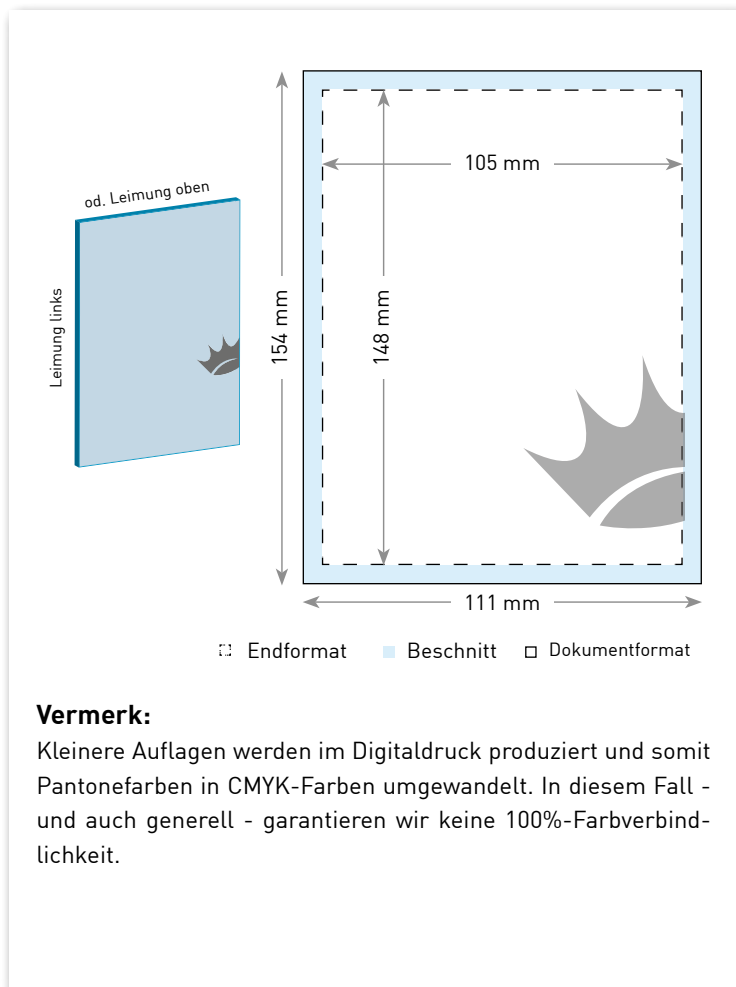 od. Leimung oben
Leimung links
154 mm
148 mm
105 mm
111 mm
Endformat Beschnitt Dokumentformat
Vermerk:
Kleinere Auflagen werden im Digitaldruck produziert und somit
Pantonefarben in CMYK-Farben umgewandelt. In diesem Fall -
und auch generell - garantieren wir keine 100%-Farbverbind-
lichkeit.